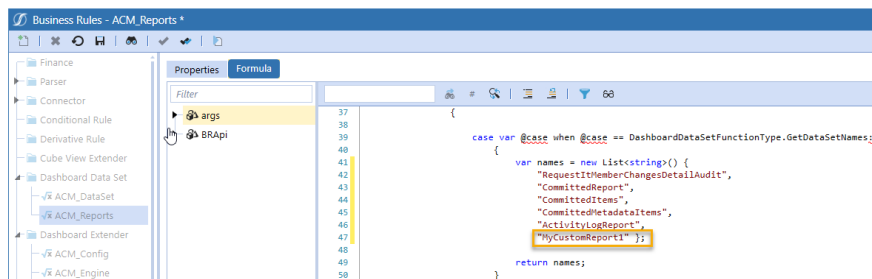 Business Rules - ACM_Reports *
Finance
Parser
Connector
Conditional Rule
Derivative Rule
Cube View Extender
Dashboard Data Set
ACM_DataSet
ACM_Reports
Dashboard Extender
ACM_Config
ACM_Engine
Properties
Formula
Filter
args
BRApi
37 {
38
39 case var @case when @case == DashboardDataSetFunctionType.GetDataSetNames:
40 {
41 var names = new List<string>() {
42 "RequestItMemberChangesDetailAudit",
43 "CommittedReport",
44 "CommittedItems",
45 "CommittedMetadataItems",
46 "ActivityLogReport",
47 "MyCustomReport1" };
48
49 return names;
50 }